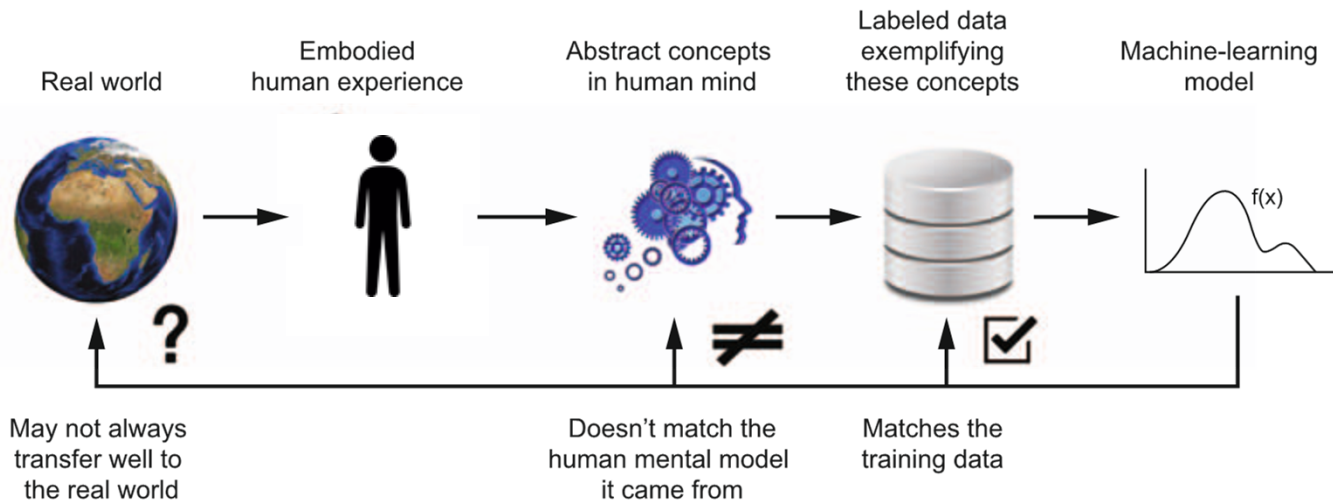 Real world
Embodied
human experience
Abstract concepts
in human mind
Labeled data
exemplifying
these concepts
Machine-learning
model
f(x)
?
≠
May not always
transfer well to
the real world
Doesn’t match the
human mental model
it came from
Matches the
training data